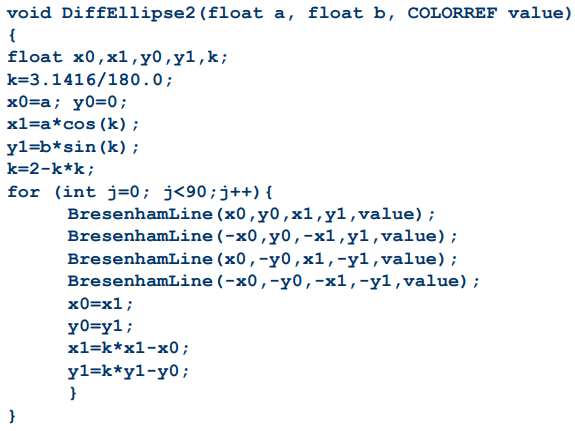 void DiffEllipse2(float a, float b, COLORREF value)
{
float x0,x1,y0,y1,k;
k=3.1416/180.0;
x0=a; y0=0;
x1=a*cos(k);
y1=b*sin(k);
k=2-k*k;
for (int j=0; j<90;j++){
BresenhamLine(x0,y0,x1,y1,value);
BresenhamLine(-x0,y0,-x1,y1,value);
BresenhamLine(x0,-y0,x1,-y1,value);
BresenhamLine(-x0,-y0,-x1,-y1,value);
x0=x1;
y0=y1;
x1=k*x1-x0;
y1=k*y1-y0;
}
}